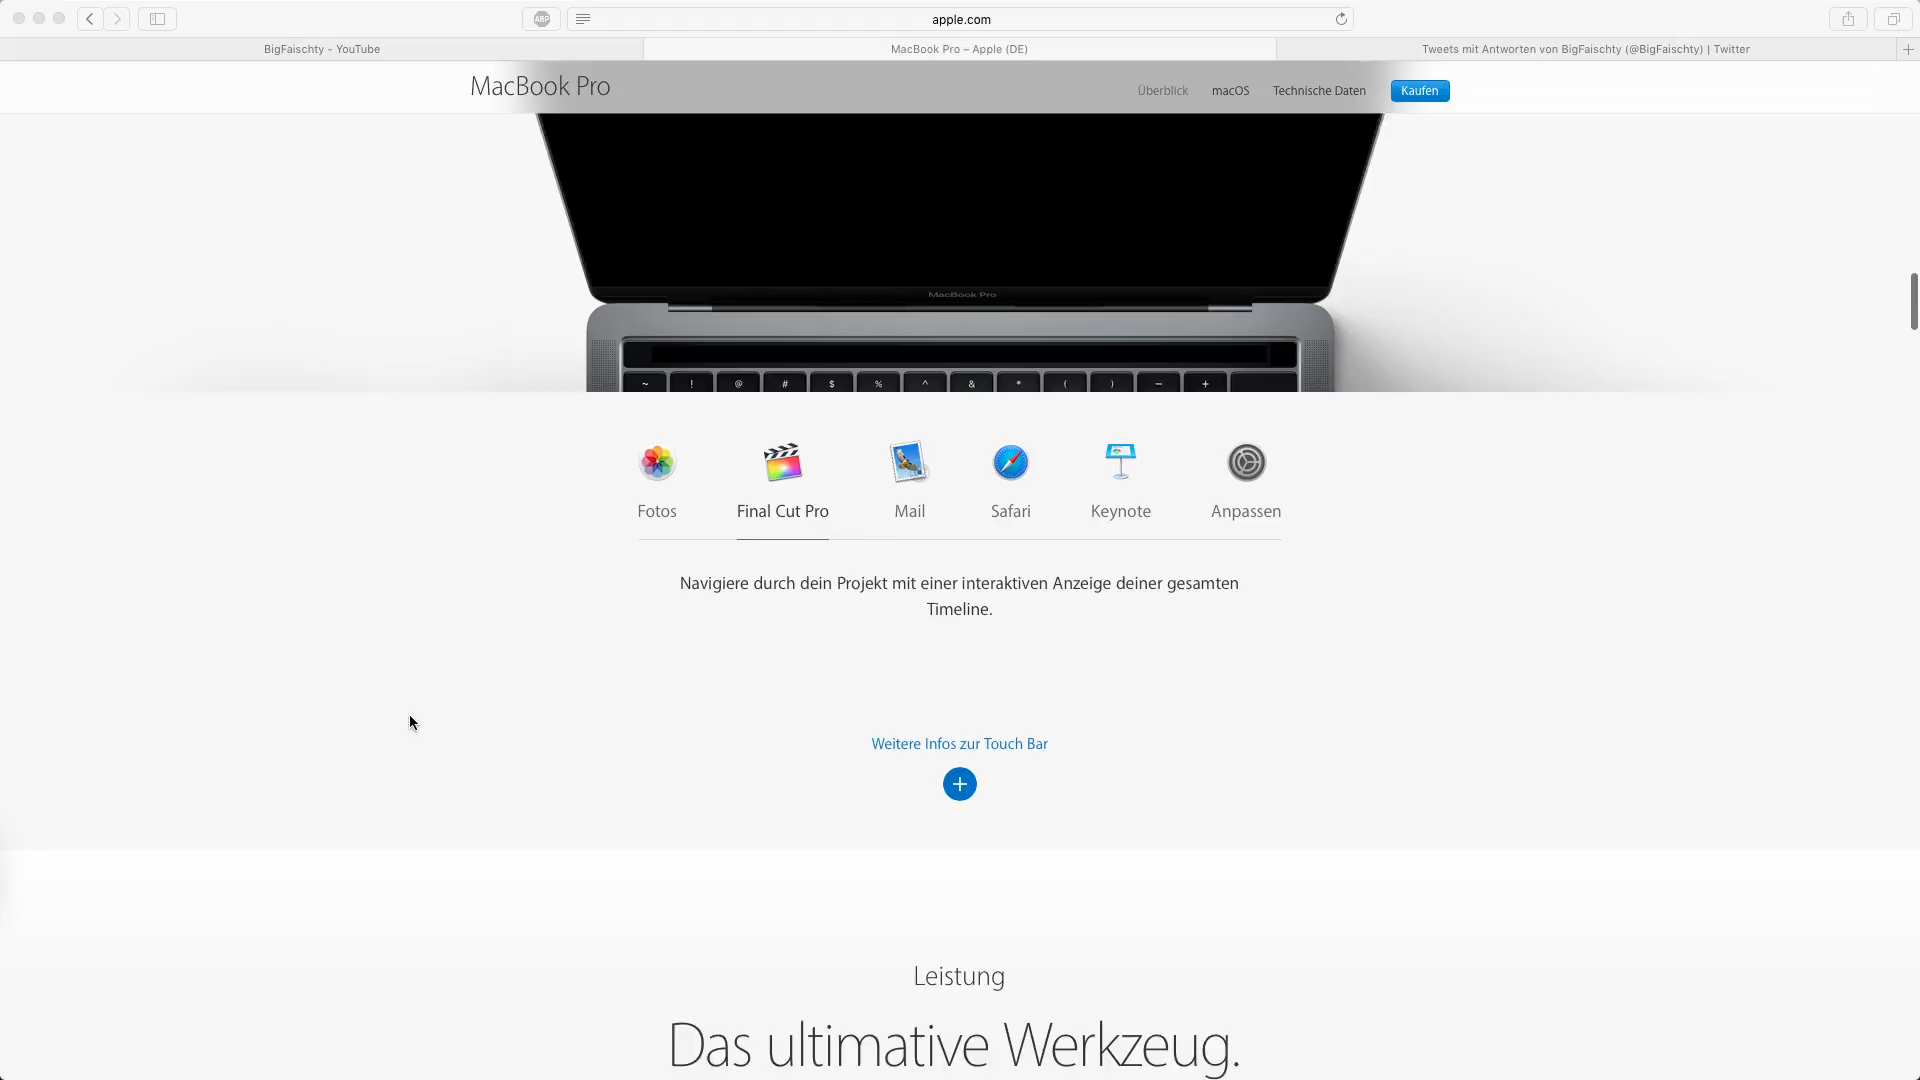 ABP
apple.com
BigFaischty - YouTube
MacBook Pro – Apple (DE)
Tweets mit Antworten von BigFaischty (@BigFaischty) | Twitter
MacBook Pro
Überblick
macOS
Technische Daten
Kaufen
MacBook Pro
~ ! @ # $ % ^ & * ( ) — +
Fotos
Final Cut Pro
Mail
Safari
Keynote
Anpassen
Navigiere durch dein Projekt mit einer interaktiven Anzeige deiner gesamten
Timeline.
Weitere Infos zur Touch Bar
Leistung
Das ultimative Werkzeug.